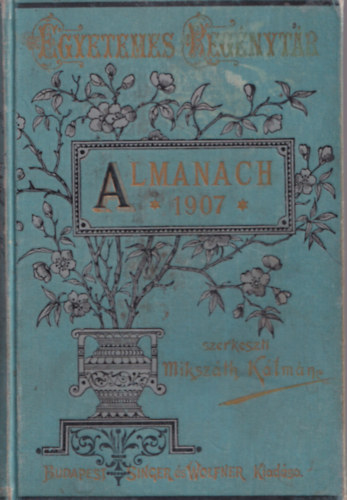 EGYETEMES REGÉNYTÁR
ALMANACH
* 1907 *
szerkeszti
Mikszáth Kálmán
BUDAPEST SINGER és WOLFNER Kiadása